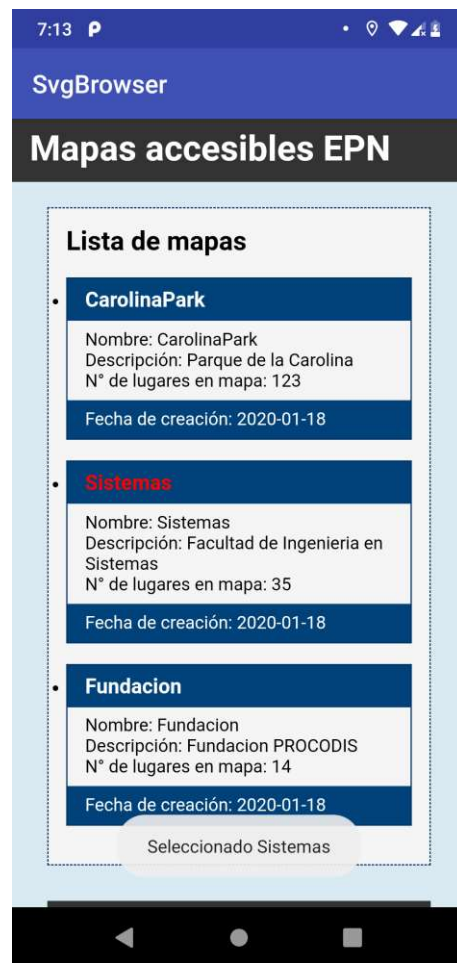 7:13
SvgBrowser
Mapas accesibles EPN
Lista de mapas
CarolinaPark
Nombre: CarolinaPark
Descripción: Parque de la Carolina
N° de lugares en mapa: 123
Fecha de creación: 2020-01-18
Sistemas
Nombre: Sistemas
Descripción: Facultad de Ingenieria en
Sistemas
N° de lugares en mapa: 35
Fecha de creación: 2020-01-18
Fundacion
Nombre: Fundacion
Descripción: Fundacion PROCODIS
N° de lugares en mapa: 14
Fecha de creación: 2020-01-18
Seleccionado Sistemas